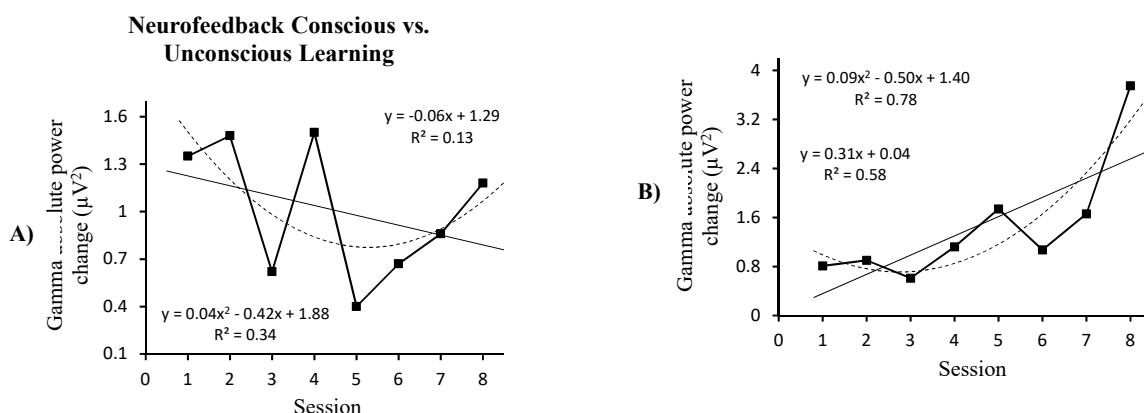 Neurofeedback Conscious vs.
Unconscious Learning
A)
Gamma absolute power
change (µV²)
1.6
1.3
1
0.7
0.4
0.1
y = -0.06x + 1.29
R² = 0.13
y = 0.04x² - 0.42x + 1.88
R² = 0.34
0 1 2 3 4 5 6 7 8
Session
B)
Gamma absolute power
change (µV²)
4
3.2
2.4
1.6
0.8
0
y = 0.09x² - 0.50x + 1.40
R² = 0.78
y = 0.31x + 0.04
R² = 0.58
0 1 2 3 4 5 6 7 8
Session